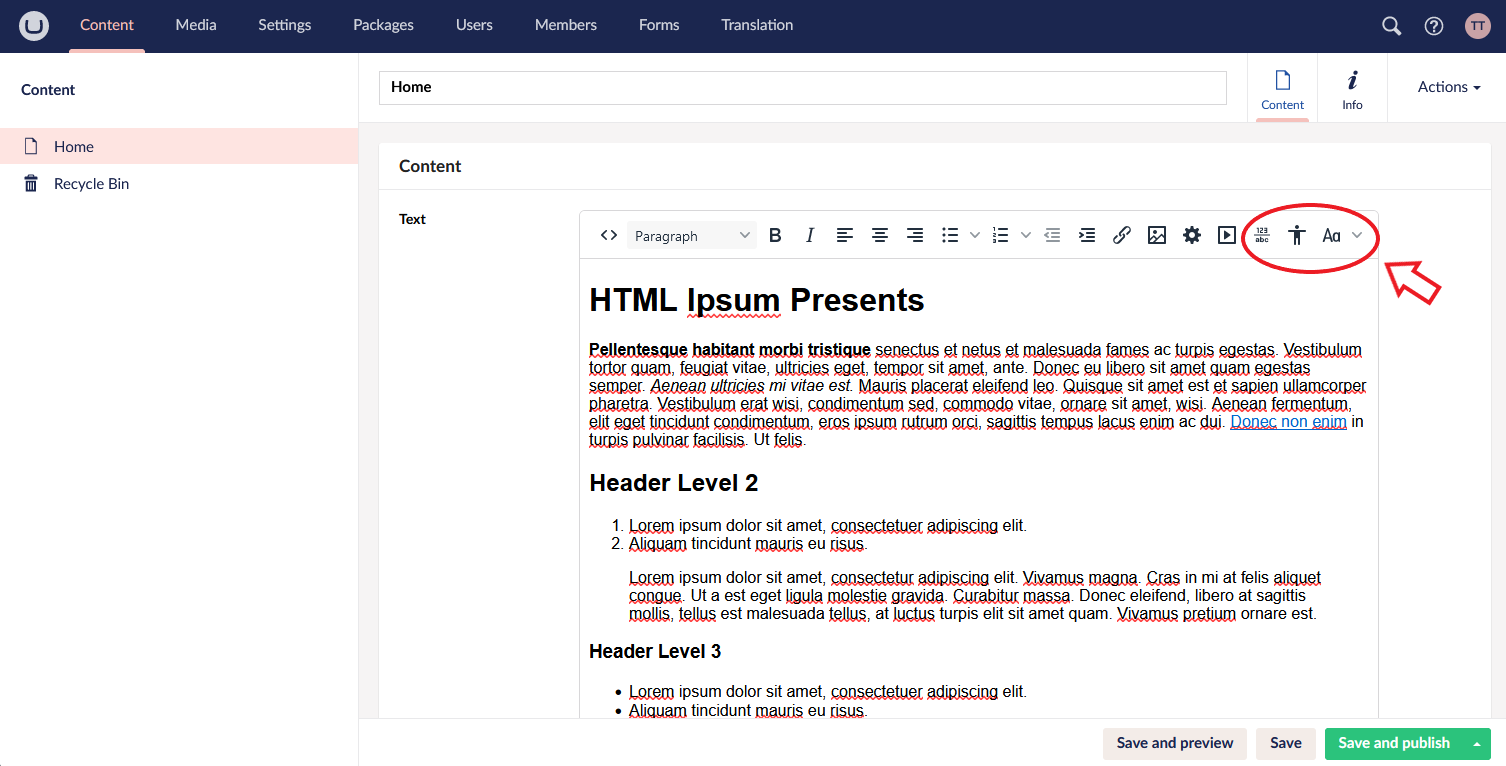 Content Media Settings Packages Users Members Forms Translation TT
Content
Home
Content
Info
Actions
Home
Recycle Bin
Content
Text
Paragraph B I 123 abc Aa
HTML Ipsum Presents
Pellentesque habitant morbi tristique senectus et netus et malesuada fames ac turpis egestas. Vestibulum
tortor quam, feugiat vitae, ultricies eget, tempor sit amet, ante. Donec eu libero sit amet quam egestas
semper. Aenean ultricies mi vitae est. Mauris placerat eleifend leo. Quisque sit amet est et sapien ullamcorper
pharetra. Vestibulum erat wisi, condimentum sed, commodo vitae, ornare sit amet, wisi. Aenean fermentum,
elit eget tincidunt condimentum, eros ipsum rutrum orci, sagittis tempus lacus enim ac dui. Donec non enim in
turpis pulvinar facilisis. Ut felis.
Header Level 2
1. Lorem ipsum dolor sit amet, consectetuer adipiscing elit.
2. Aliquam tincidunt mauris eu risus.
Lorem ipsum dolor sit amet, consectetur adipiscing elit. Vivamus magna. Cras in mi at felis aliquet
congue. Ut a est eget ligula molestie gravida. Curabitur massa. Donec eleifend, libero at sagittis
mollis, tellus est malesuada tellus, at luctus turpis elit sit amet quam. Vivamus pretium ornare est.
Header Level 3
• Lorem ipsum dolor sit amet, consectetuer adipiscing elit.
• Aliquam tincidunt mauris eu risus.
Save and preview
Save
Save and publish